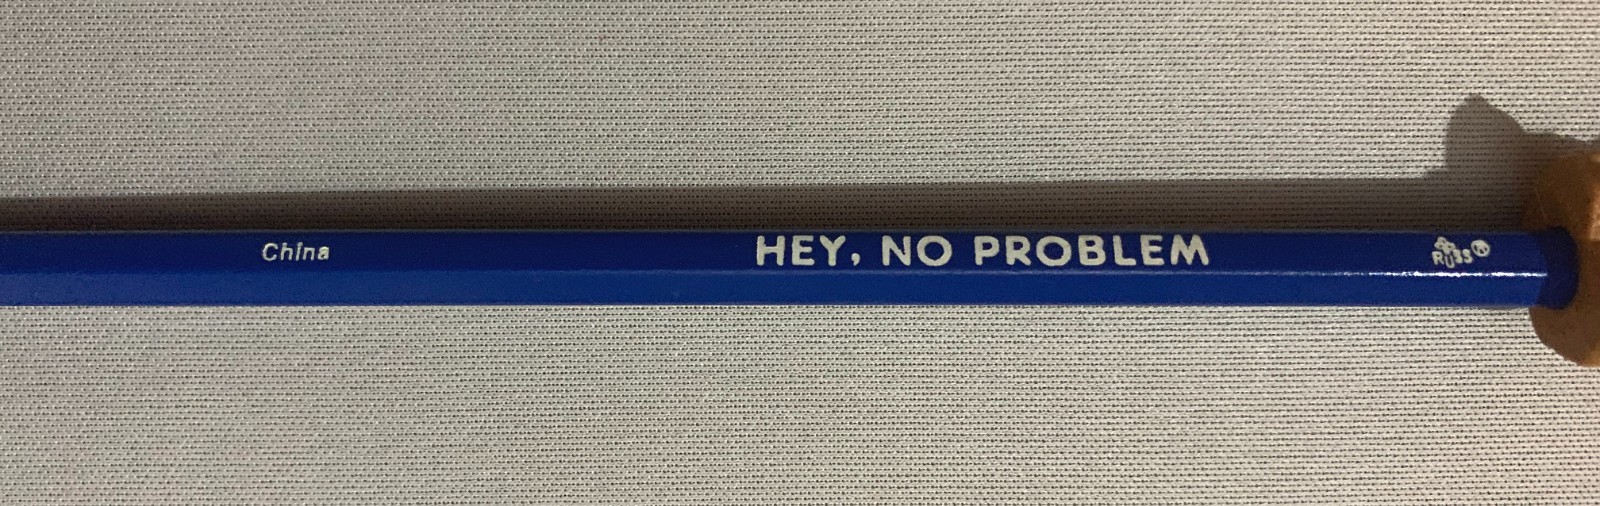 China HEY, NO PROBLEM RUSS